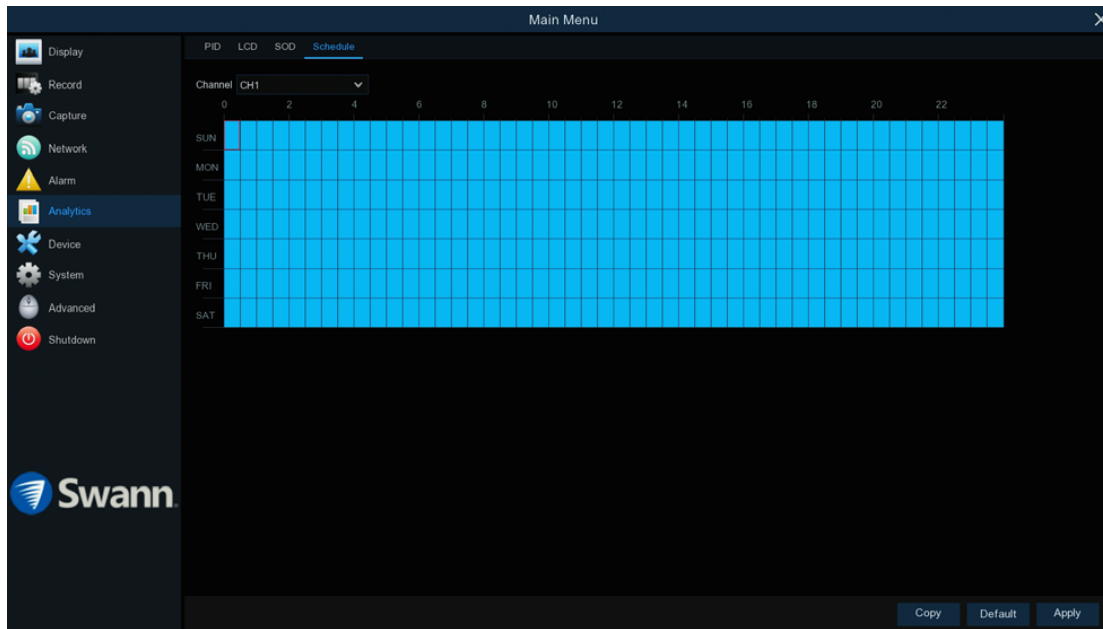 Main Menu
Display
Record
Capture
Network
Alarm
Analytics
Device
System
Advanced
Shutdown
Swann.
PID LCD SOD Schedule
Channel CH1
0 2 4 6 8 10 12 14 16 18 20 22
SUN
MON
TUE
WED
THU
FRI
SAT
Copy Default Apply